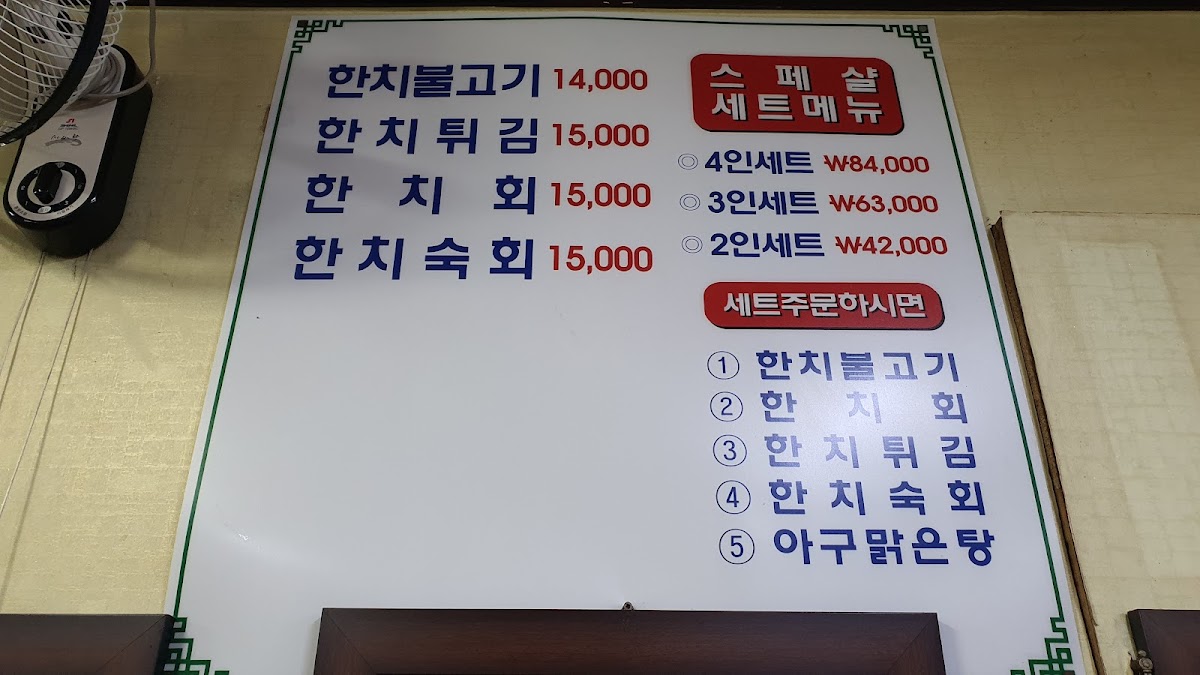 한치불고기 14,000
한치튀김 15,000
한치회 15,000
한치숙회 15,000
스페샬
세트메뉴
◎ 4인세트 ₩84,000
◎ 3인세트 ₩63,000
◎ 2인세트 ₩42,000
세트주문하시면
① 한치불고기
② 한치회
③ 한치튀김
④ 한치숙회
⑤ 아구맑은탕